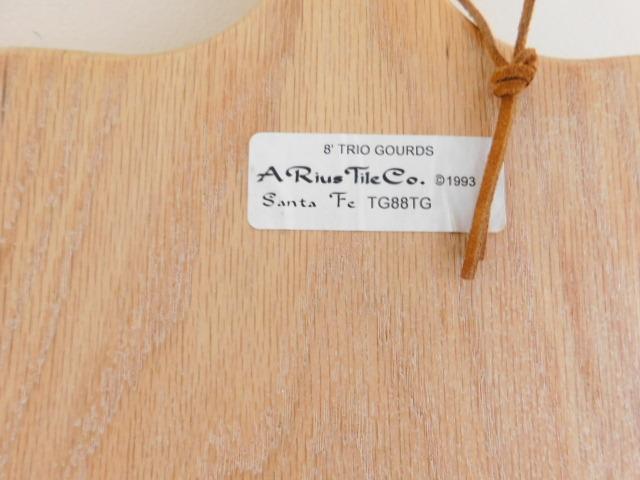 8' TRIO GOURDS
ARiusTileCo. ©1993
Santa Fe TG88TG